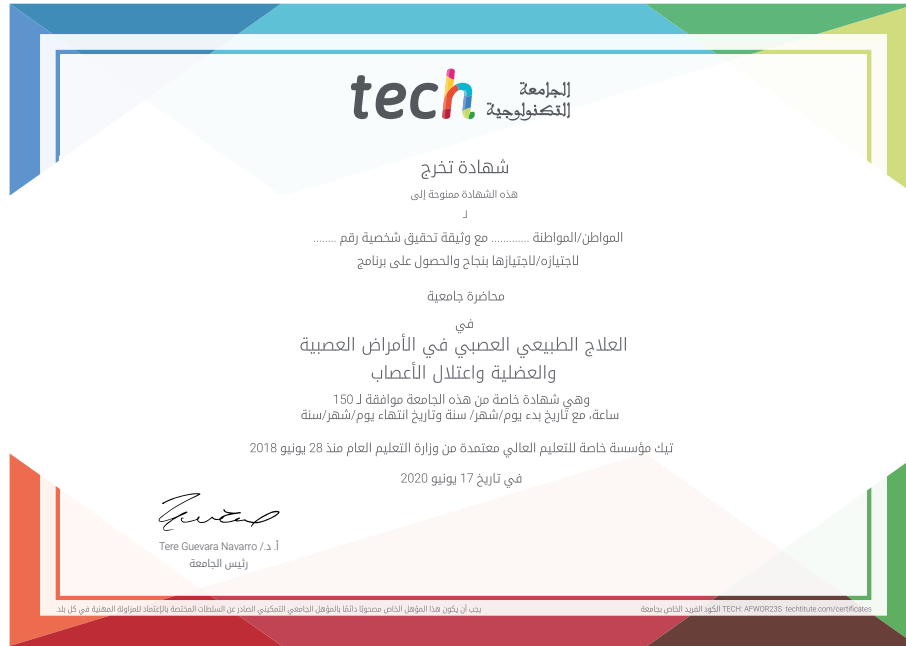 tech الجامعة
التكنولوجية
شهادة تخرج
هذه الشهادة ممنوحة إلى
لـ
المواطن/المواطنة ............ مع وثيقة تحقيق شخصية رقم ........
لاجتيازه/لاجتيازها بنجاح والحصول على برنامج
محاضرة جامعية
في
العلاج الطبيعي العصبي في الأمراض العصبية
والعضلية واعتلال الأعصاب
وهي شهادة خاصة من هذه الجامعة موافقة لـ 150
ساعة، مع تاريخ بدء يوم/شهر/ سنة وتاريخ انتهاء يوم/شهر/سنة
تيك مؤسسة خاصة للتعليم العالي معتمدة من وزارة التعليم العام منذ 28 يونيو 2018
في تاريخ 17 يونيو 2020
أ. د./ Tere Guevara Navarro
رئيس الجامعة
يجب أن يكون هذا المؤهل الخاص مصحوبًا دائمًا بالمؤهل الجامعي التمكيني الصادر عن السلطات المختصة بالإعتماد للمزاولة المهنية في كل بلد.
الكود الفريد الخاص بجامعة TECH: AFWOR23S techtitute.com/certificates